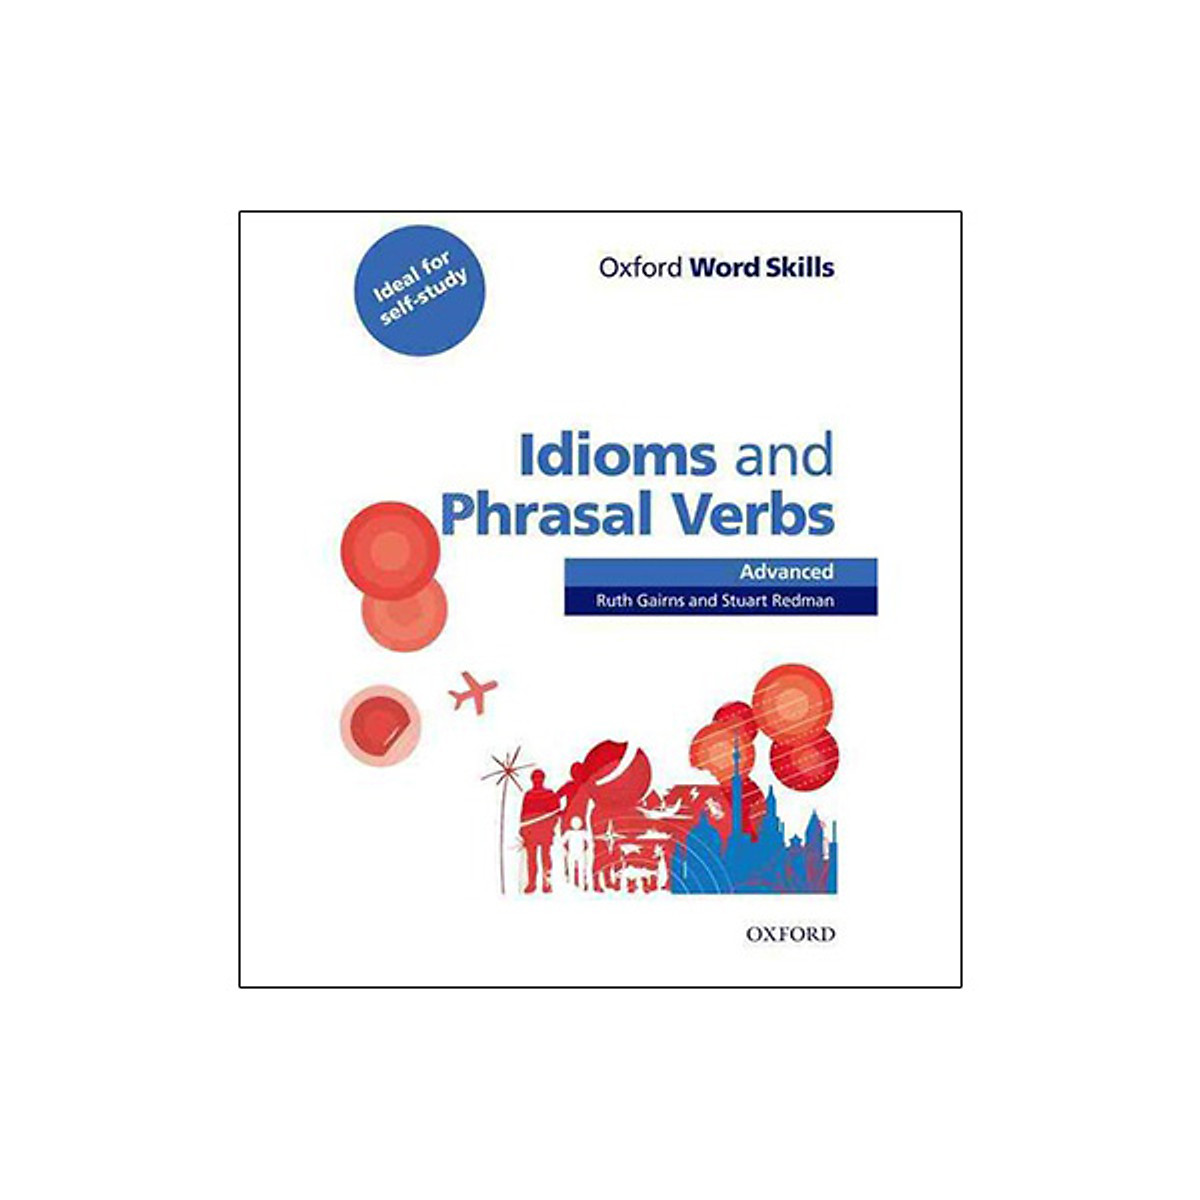 Ideal for
self-study
Oxford Word Skills
Idioms and
Phrasal Verbs
Advanced
Ruth Gairns and Stuart Redman
OXFORD